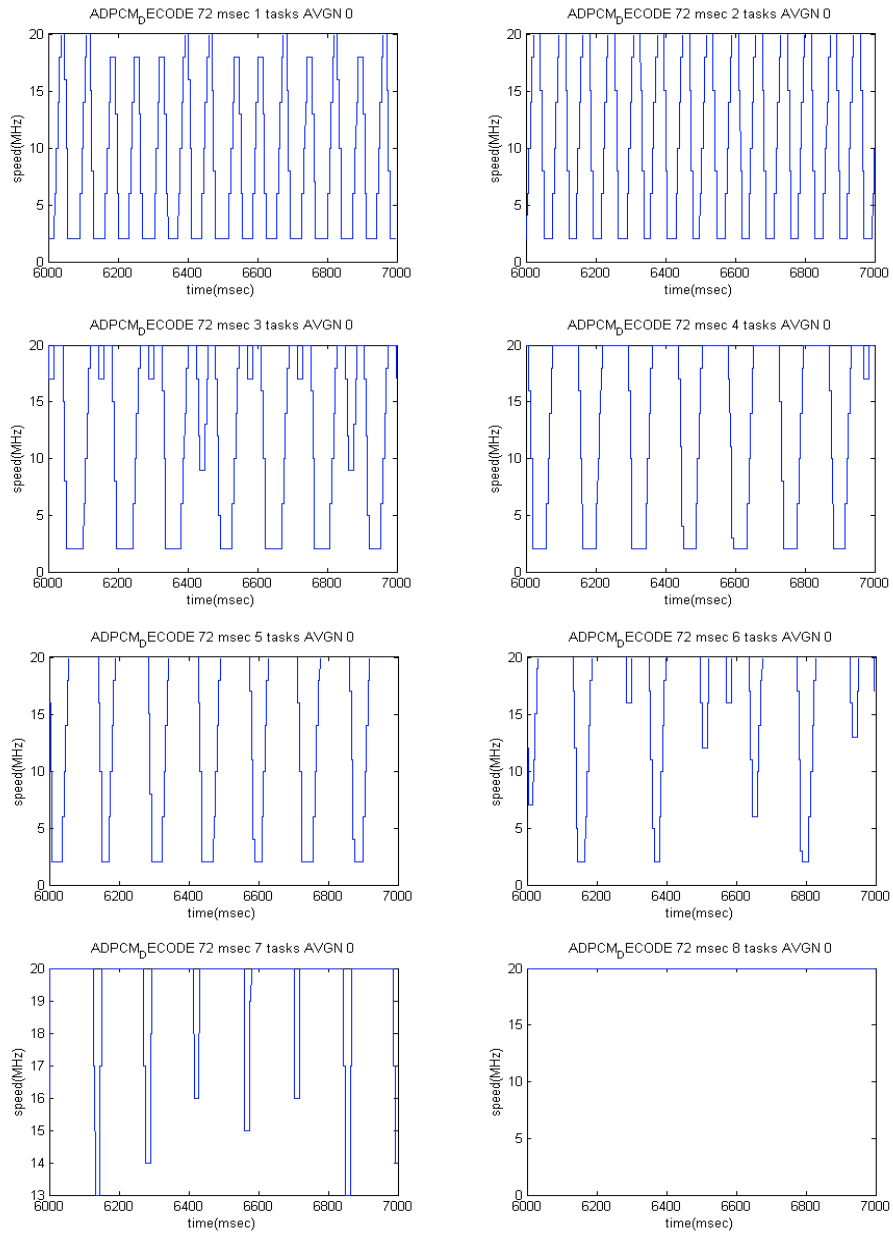 ADPCM_DECODE 72 msec 1 tasks AVGN 0
20
15
10
5
0
speed(MHz)
6000 6200 6400 6600 6800 7000
time(msec)
ADPCM_DECODE 72 msec 2 tasks AVGN 0
20
15
10
5
0
speed(MHz)
6000 6200 6400 6600 6800 7000
time(msec)
ADPCM_DECODE 72 msec 3 tasks AVGN 0
20
15
10
5
0
speed(MHz)
6000 6200 6400 6600 6800 7000
time(msec)
ADPCM_DECODE 72 msec 4 tasks AVGN 0
20
15
10
5
0
speed(MHz)
6000 6200 6400 6600 6800 7000
time(msec)
ADPCM_DECODE 72 msec 5 tasks AVGN 0
20
15
10
5
0
speed(MHz)
6000 6200 6400 6600 6800 7000
time(msec)
ADPCM_DECODE 72 msec 6 tasks AVGN 0
20
15
10
5
0
speed(MHz)
6000 6200 6400 6600 6800 7000
time(msec)
ADPCM_DECODE 72 msec 7 tasks AVGN 0
20
19
18
17
16
15
14
13
speed(MHz)
6000 6200 6400 6600 6800 7000
time(msec)
ADPCM_DECODE 72 msec 8 tasks AVGN 0
20
15
10
5
0
speed(MHz)
6000 6200 6400 6600 6800 7000
time(msec)